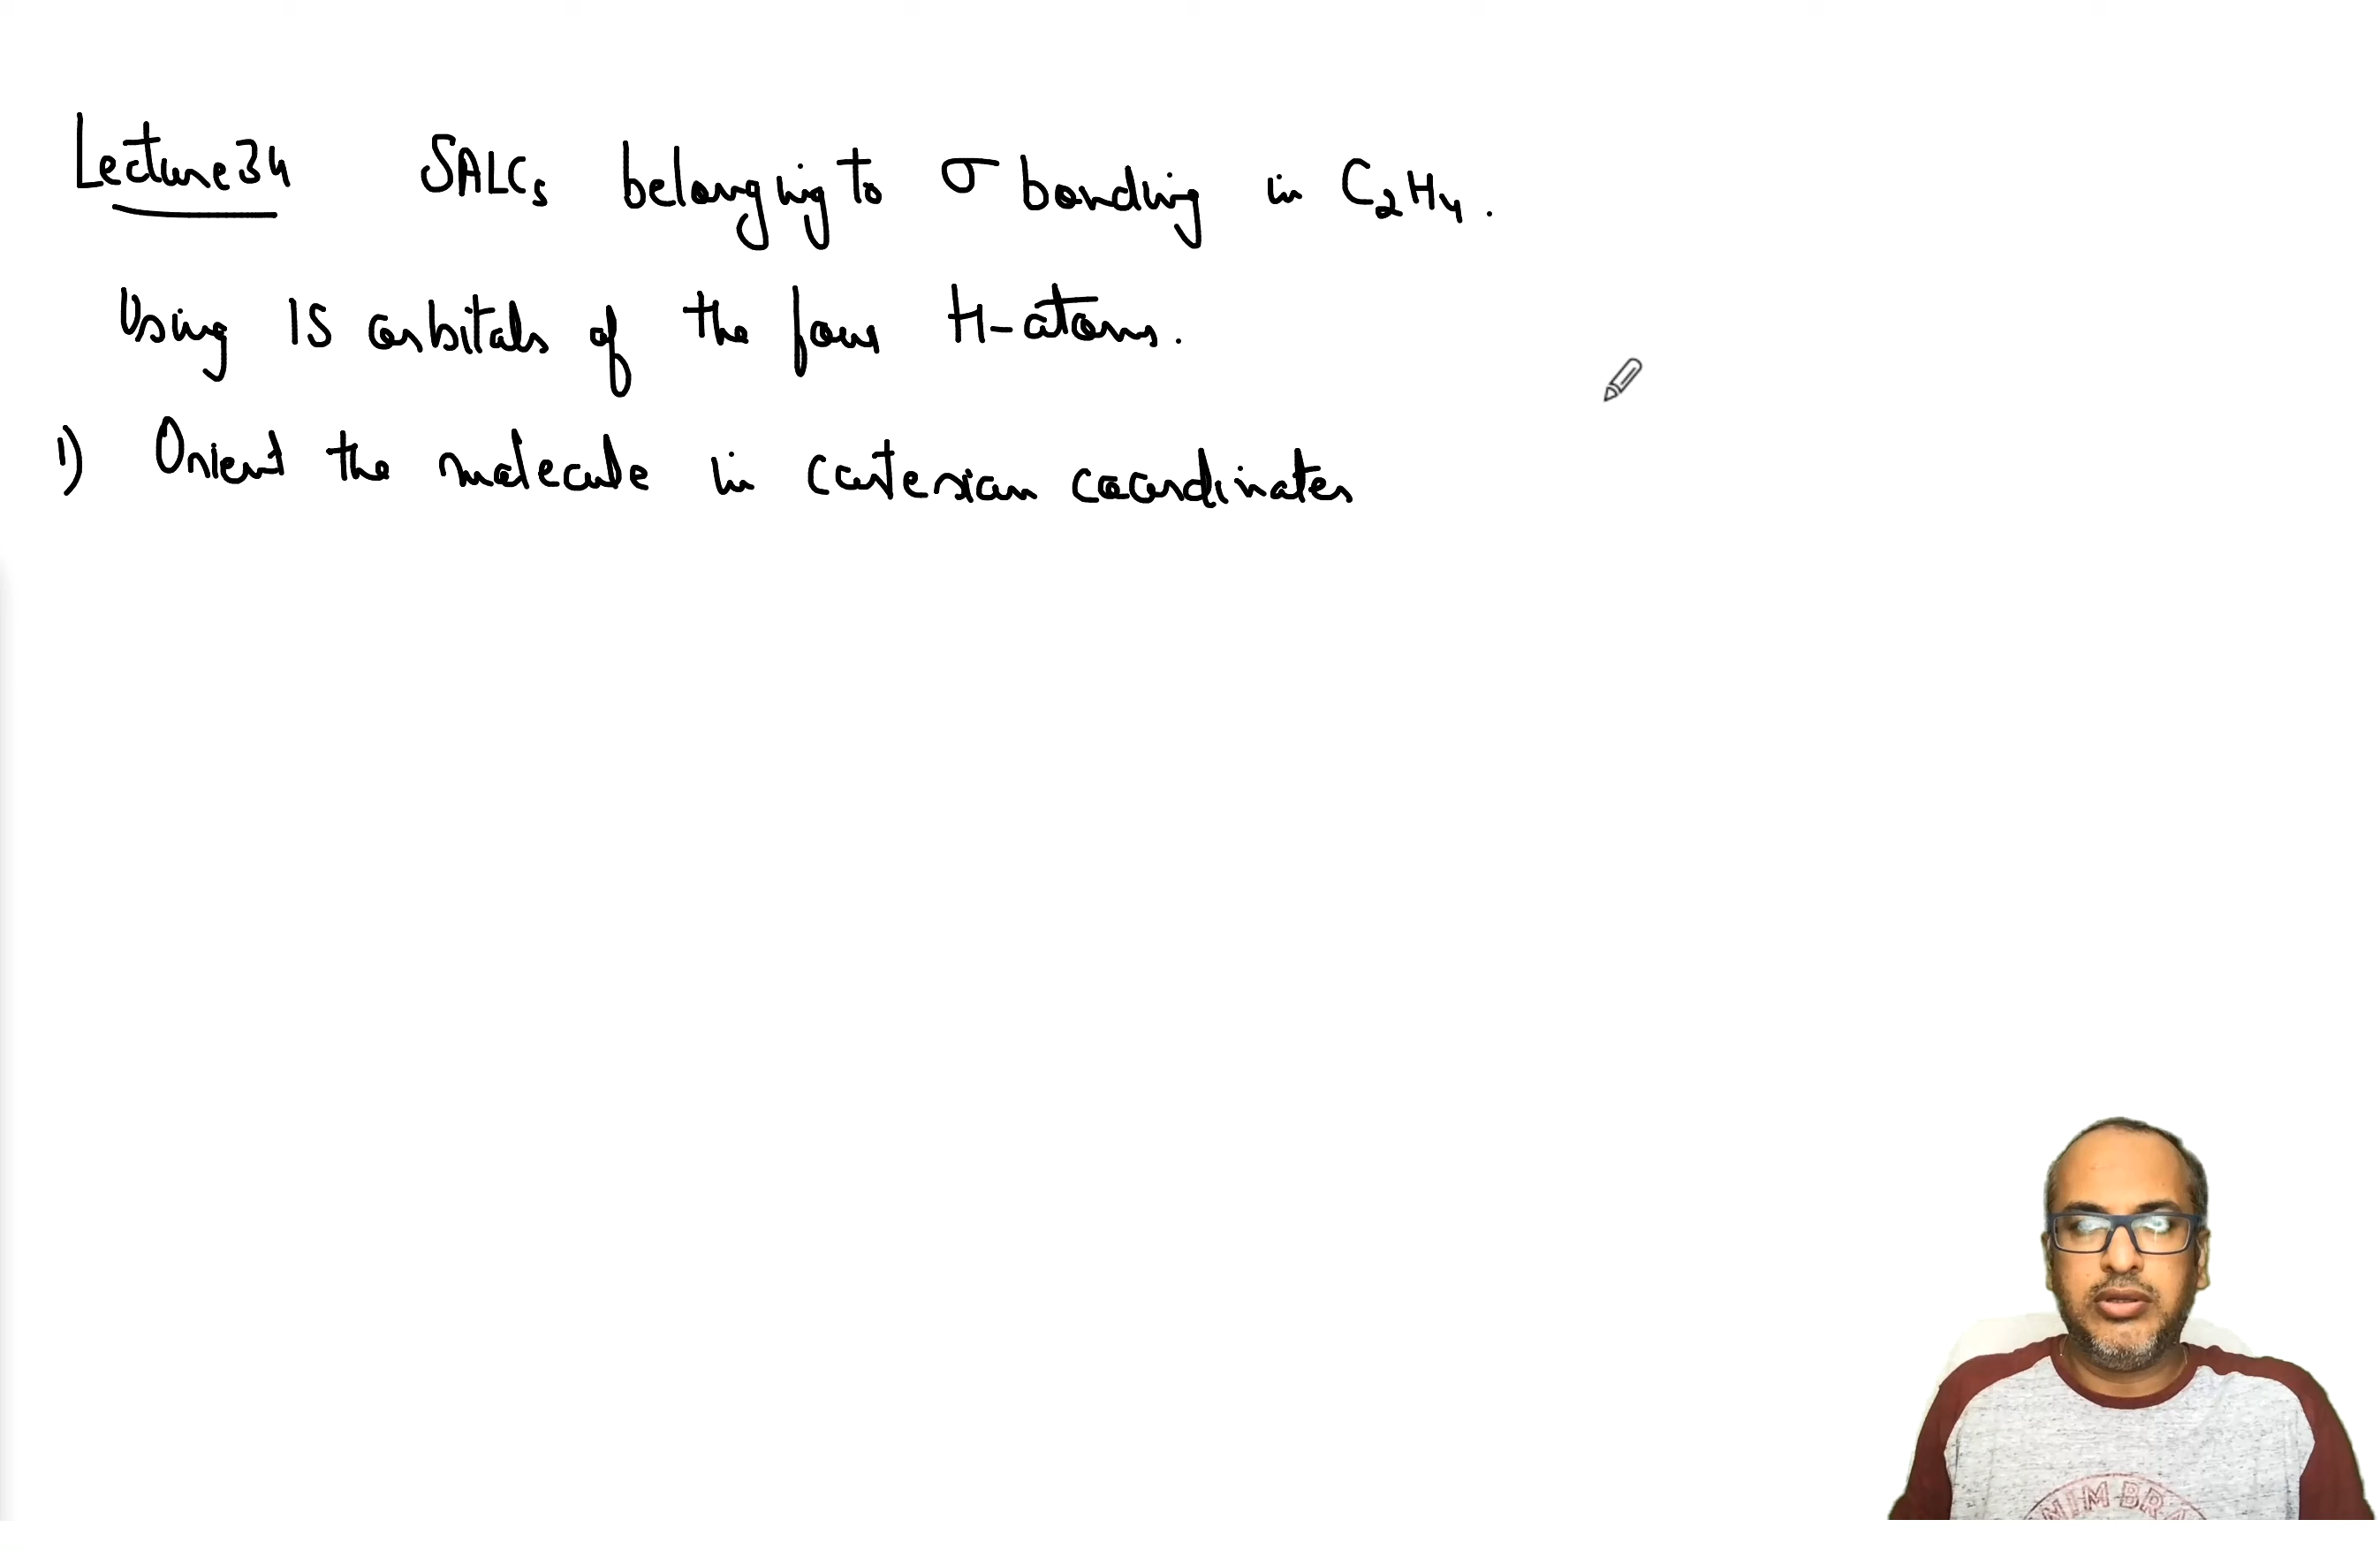 Lecture 34 SALCs belonging to σ bonding in C₂H₄.
Using 1S orbitals of the four H-atoms.
1) Orient the molecule in cartesian coordinates